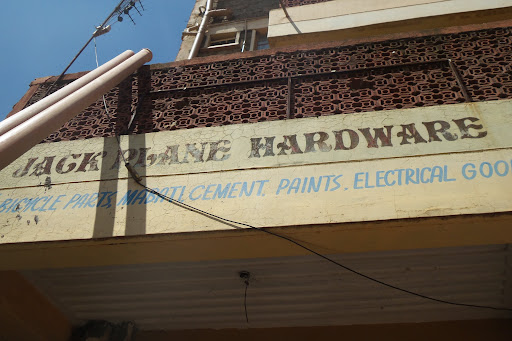 JACK PLANE HARDWARE
BICYCLE PARTS, MABATI CEMENT, PAINTS, ELECTRICAL GOO